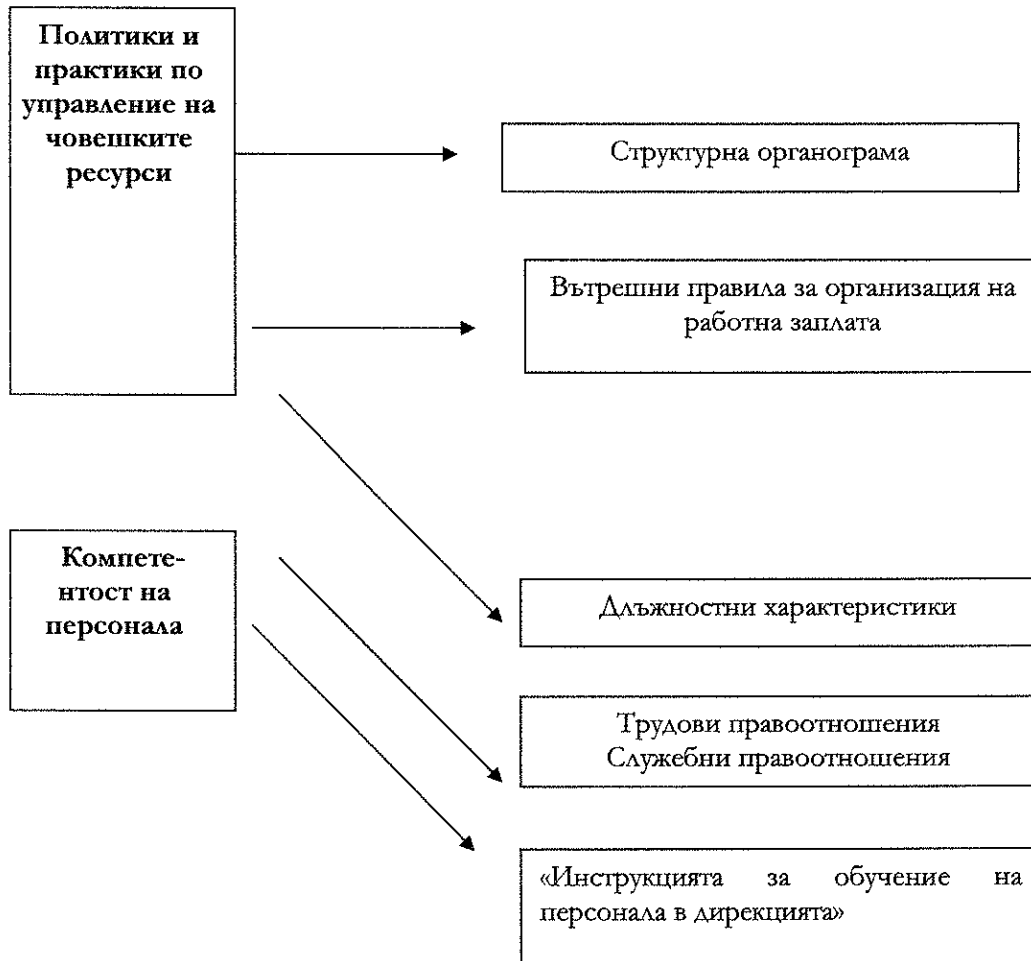 Политики и
практики по
управление на
човешките
ресурси
Структурна органограма
Вътрешни правила за организация на
работна заплата
Компете-
нтост на
персонала
Длъжностни характеристики
Трудови правоотношения
Служебни правоотношения
«Инструкцията за обучение на
персонала в дирекцията»